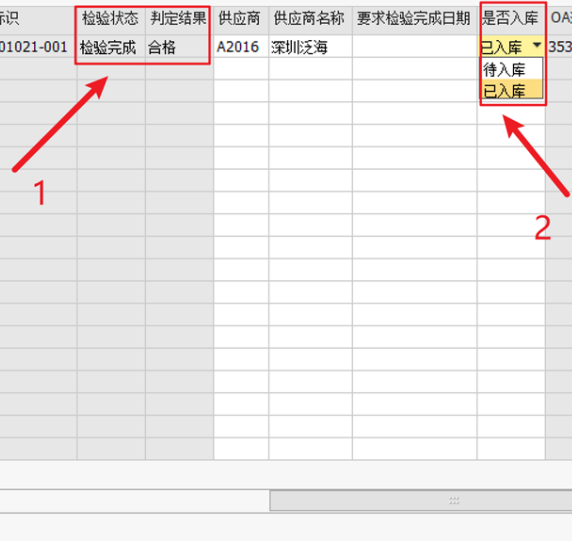 标识 检验状态 判定结果 供应商 供应商名称 要求检验完成日期 是否入库 OA
01021-001 检验完成 合格 A2016 深圳泛海 已入库 353
待入库
已入库
1
2